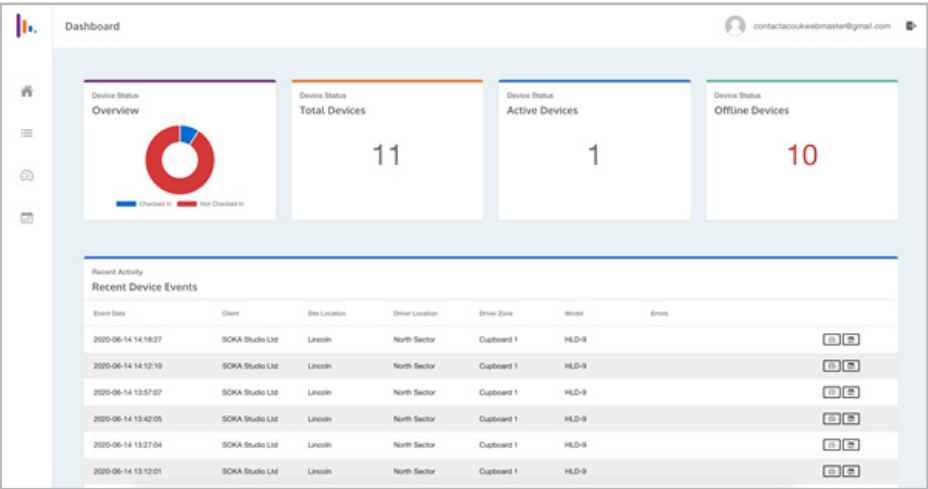 Dashboard
contactacoukwebmaster@gmail.com
Device Status
Overview
Checked In
Not Checked In
Device Status
Total Devices
11
Device Status
Active Devices
1
Device Status
Offline Devices
10
Recent Activity
Recent Device Events
Event Date Client Site Location Driver Location Driver Zone Model Errors
2020-06-14 14:18:27 SOKA Studio Ltd Lincoln North Sector Cupboard 1 HLD-9
2020-06-14 14:12:10 SOKA Studio Ltd Lincoln North Sector Cupboard 1 HLD-9
2020-06-14 13:57:07 SOKA Studio Ltd Lincoln North Sector Cupboard 1 HLD-9
2020-06-14 13:42:05 SOKA Studio Ltd Lincoln North Sector Cupboard 1 HLD-9
2020-06-14 13:27:04 SOKA Studio Ltd Lincoln North Sector Cupboard 1 HLD-9
2020-06-14 13:12:01 SOKA Studio Ltd Lincoln North Sector Cupboard 1 HLD-9